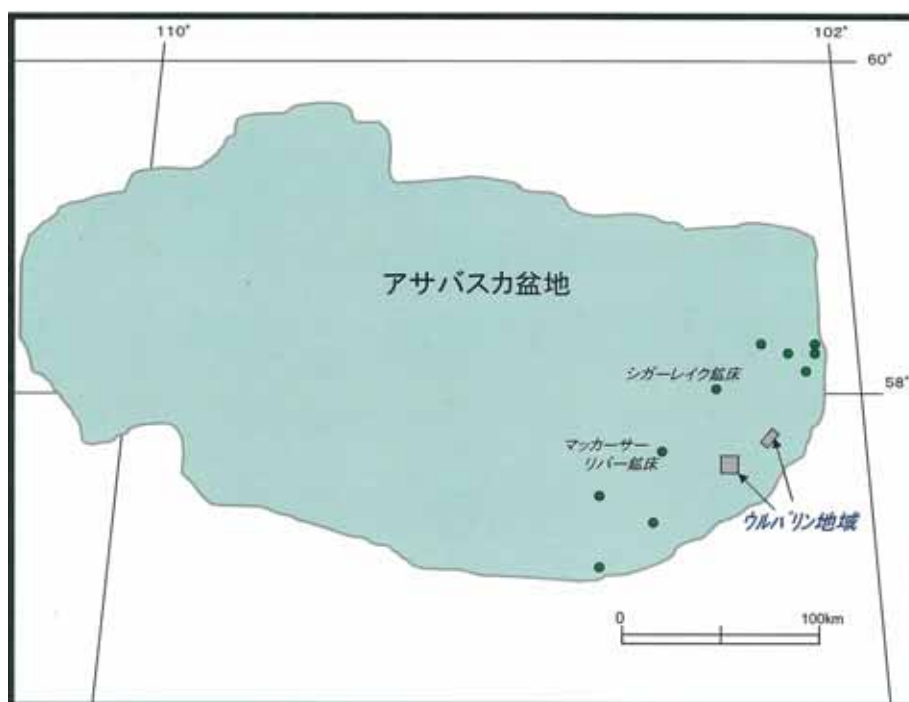 110°
102°
60°
アサバスカ盆地
シガーレイク鉱床
58°
マッカーサー
リバー鉱床
ウルバリン地域
0
100km